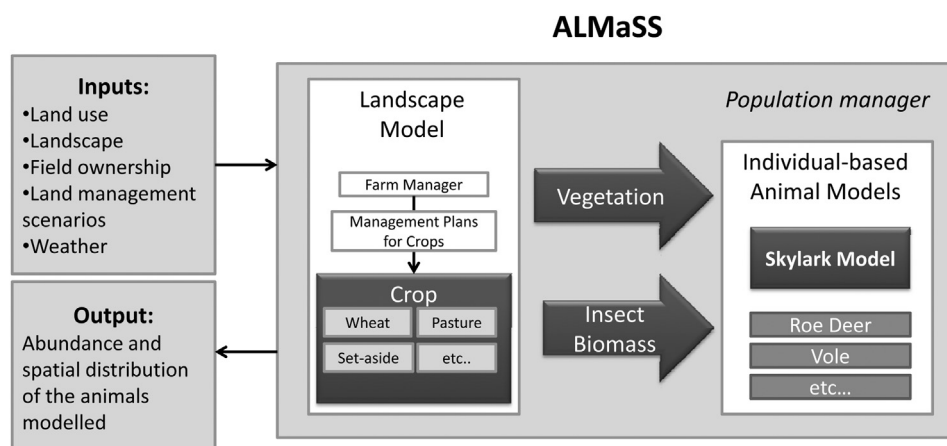 ALMaSS
Inputs:
•Land use
•Landscape
•Field ownership
•Land management
scenarios
•Weather
Output:
Abundance and
spatial distribution
of the animals
modelled
Landscape
Model
Farm Manager
Management Plans
for Crops
Crop
Wheat
Pasture
Set-aside
etc..
Vegetation
Insect
Biomass
Population manager
Individual-based
Animal Models
Skylark Model
Roe Deer
Vole
etc...